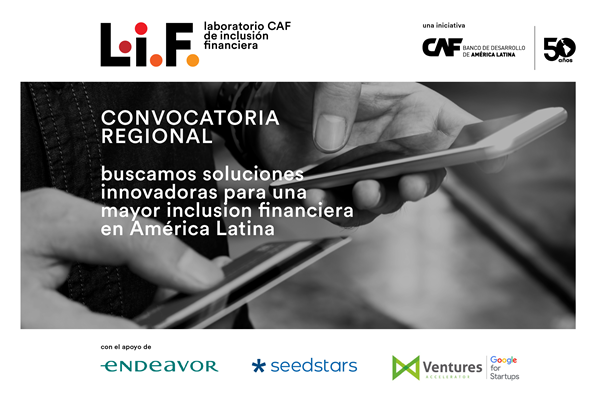 L.i.F.
laboratorio CAF
de inclusión
financiera
una iniciativa
CAF
BANCO DE DESARROLLO
DE AMÉRICA LATINA
50
años
CONVOCATORIA
REGIONAL
buscamos soluciones
innovadoras para una
mayor inclusion financiera
en América Latina
con el apoyo de
ENDEAVOR
seedstars
Ventures
ACCELERATOR
Google
for
Startups